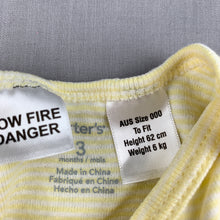 OW FIRE
DANGER
ter's
3
months / mois
Made in China
Fabriqué en Chine
Hecho en China
AUS Size 000
To Fit
Height 62 cm
Weight 6 kg